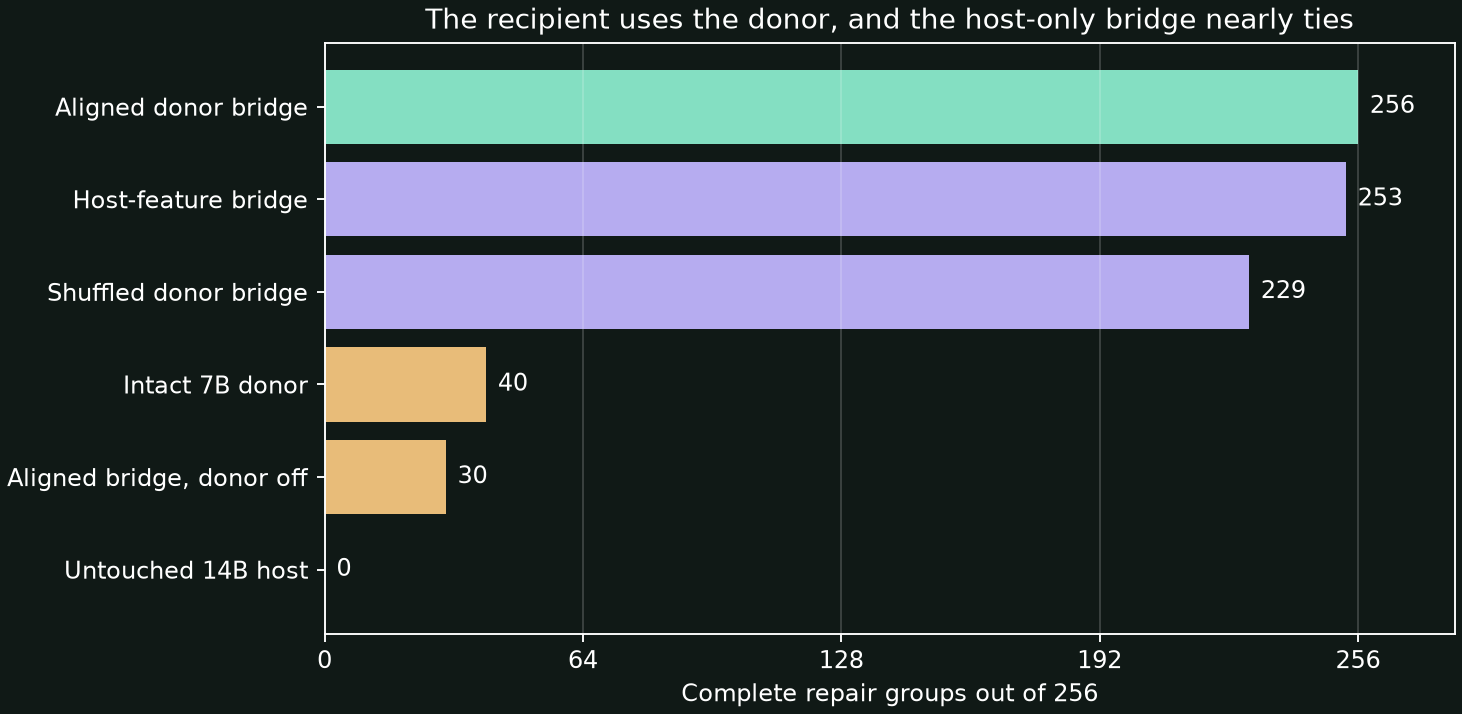 The recipient uses the donor, and the host-only bridge nearly ties
Aligned donor bridge 256
Host-feature bridge 253
Shuffled donor bridge 229
Intact 7B donor 40
Aligned bridge, donor off 30
Untouched 14B host 0
0 64 128 192 256
Complete repair groups out of 256